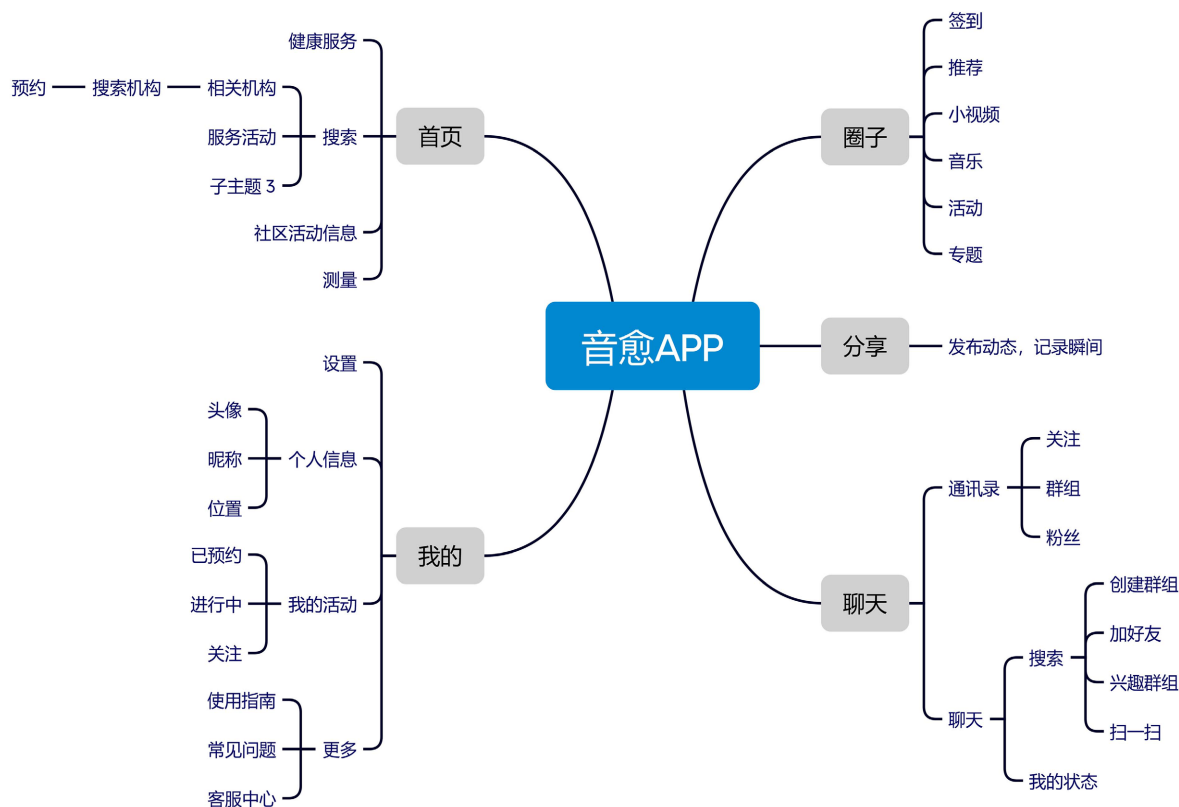 音愈APP
首页
健康服务
搜索
相关机构
搜索机构
预约
服务活动
子主题 3
社区活动信息
测量
我的
设置
个人信息
头像
昵称
位置
我的活动
已预约
进行中
关注
更多
使用指南
常见问题
客服中心
圈子
签到
推荐
小视频
音乐
活动
专题
分享
发布动态，记录瞬间
聊天
通讯录
关注
群组
粉丝
聊天
搜索
创建群组
加好友
兴趣群组
扫一扫
我的状态